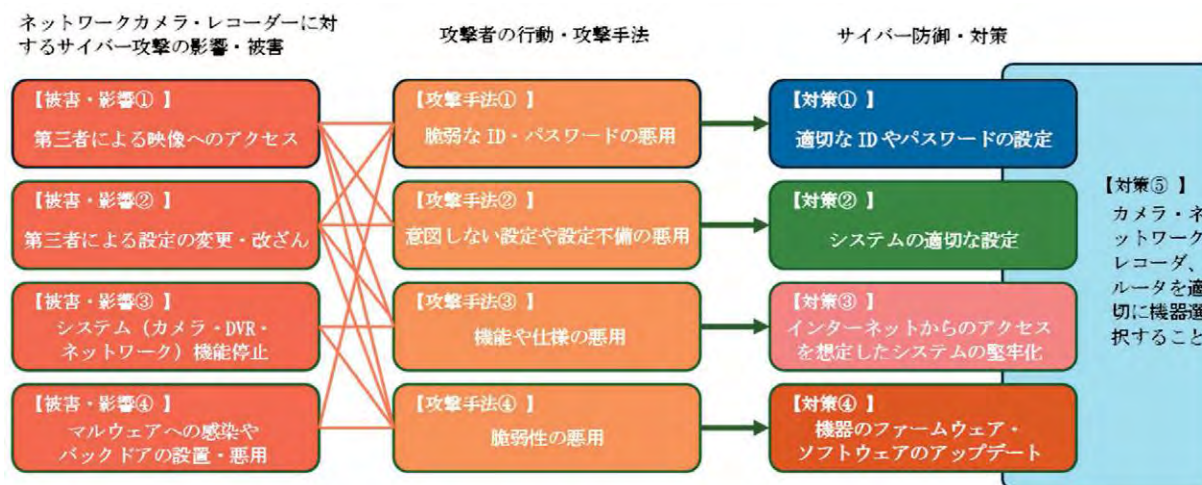 ネットワークカメラ・レコーダーに対
するサイバー攻撃の影響・被害
攻撃者の行動・攻撃手法
サイバー防御・対策
【被害・影響① 】
第三者による映像へのアクセス
【攻撃手法① 】
脆弱な ID・パスワードの悪用
【対策① 】
適切な ID やパスワードの設定
【被害・影響② 】
第三者による設定の変更・改ざん
【攻撃手法② 】
意図しない設定や設定不備の悪用
【対策② 】
システムの適切な設定
【被害・影響③ 】
システム（カメラ・DVR・
ネットワーク）機能停止
【攻撃手法③ 】
機能や仕様の悪用
【対策③ 】
インターネットからのアクセス
を想定したシステムの堅牢化
【被害・影響④ 】
マルウェアへの感染や
バックドアの設置・悪用
【攻撃手法④ 】
脆弱性の悪用
【対策④ 】
機器のファームウェア・
ソフトウェアのアップデート
【対策⑤ 】
カメラ・ネ
ットワーク
レコーダ、
ルータを適
切に機器選
択すること